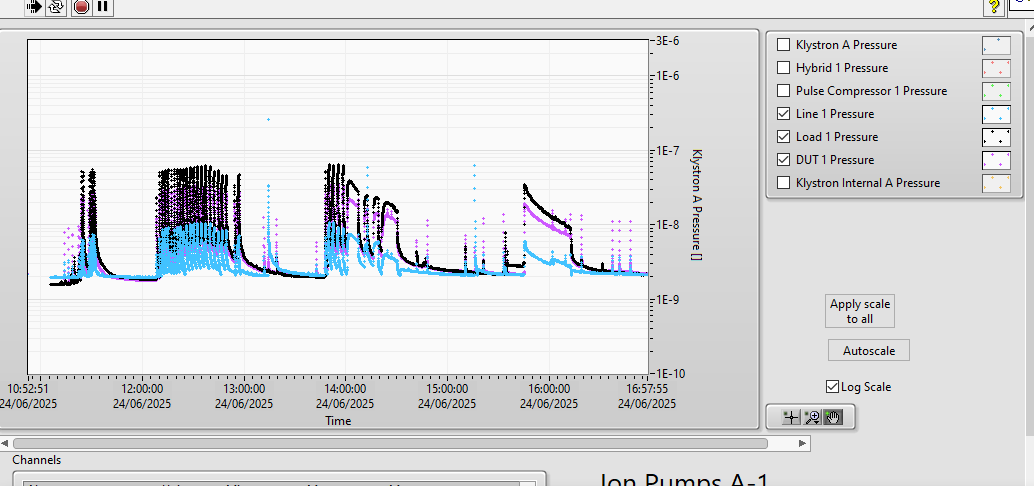 ?
3E-6
1E-6
1E-7
1E-8
1E-9
1E-10
Klystron A Pressure []
10:52:51
24/06/2025
12:00:00
24/06/2025
13:00:00
24/06/2025
14:00:00
24/06/2025
15:00:00
24/06/2025
16:00:00
24/06/2025
16:57:55
24/06/2025
Time
Klystron A Pressure
Hybrid 1 Pressure
Pulse Compressor 1 Pressure
Line 1 Pressure
Load 1 Pressure
DUT 1 Pressure
Klystron Internal A Pressure
Apply scale
to all
Autoscale
Log Scale
Channels
Ion Pumps A-1